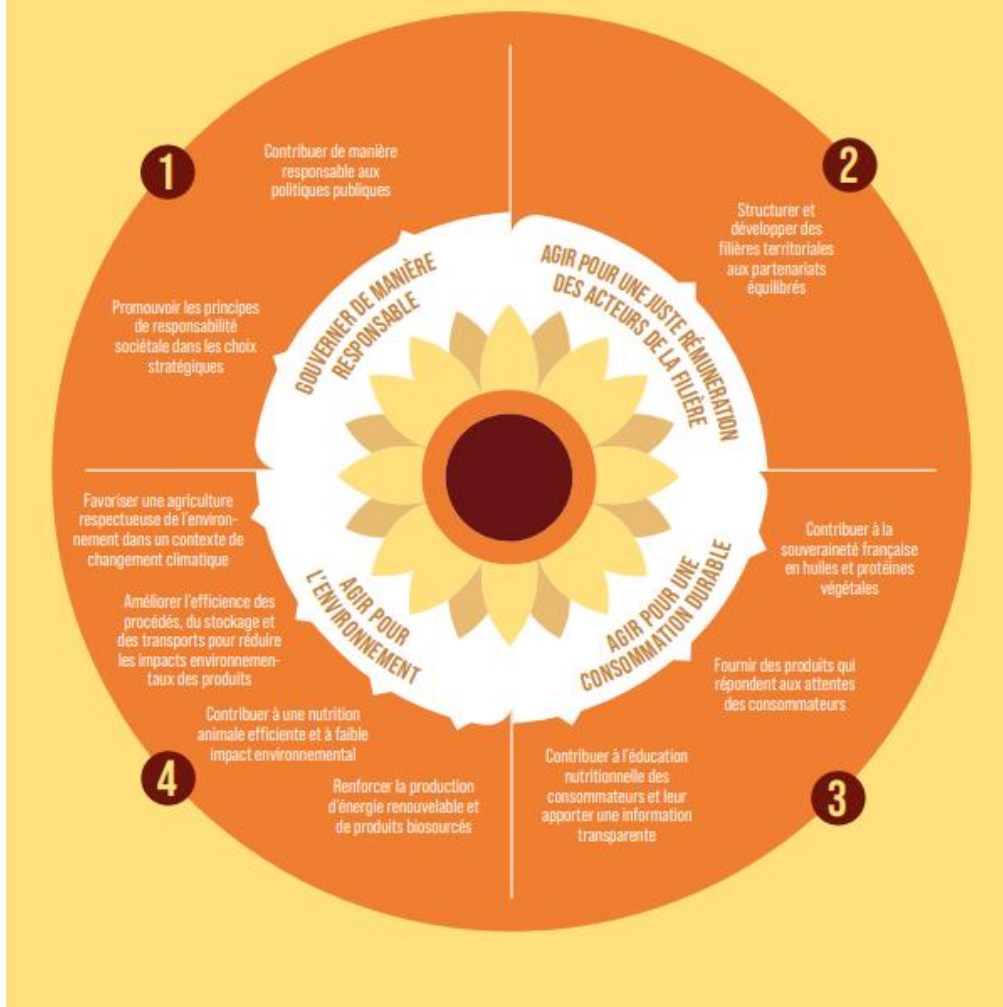 1
Contribuer de manière
responsable aux
politiques publiques
Promouvoir les principes
de responsabilité
sociétale dans les choix
stratégiques
GOUVERNER DE MANIÈRE
RESPONSABLE
2
Structurer et
développer des
filières territoriales
aux partenariats
équilibrés
AGIR POUR UNE JUSTE RÉMUNERATION
DES ACTEURS DE LA FILIÈRE
Contribuer à la
souveraineté française
en huiles et protéines
végétales
Fournir des produits qui
répondent aux attentes
des consommateurs
Contribuer à l'éducation
nutritionnelle des
consommateurs et leur
apporter une information
transparente
AGIR POUR UNE
CONSOMMATION DURABLE
3
Favoriser une agriculture
respectueuse de l'environ-
nement dans un contexte de
changement climatique
Améliorer l'efficience des
procédés, du stockage et
des transports pour réduire
les impacts environnemen-
taux des produits
Contribuer à une nutrition
animale efficiente et à faible
impact environnemental
Renforcer la production
d'énergie renouvelable et
de produits biosourcés
AGIR POUR
L'ENVIRONNEMENT
4